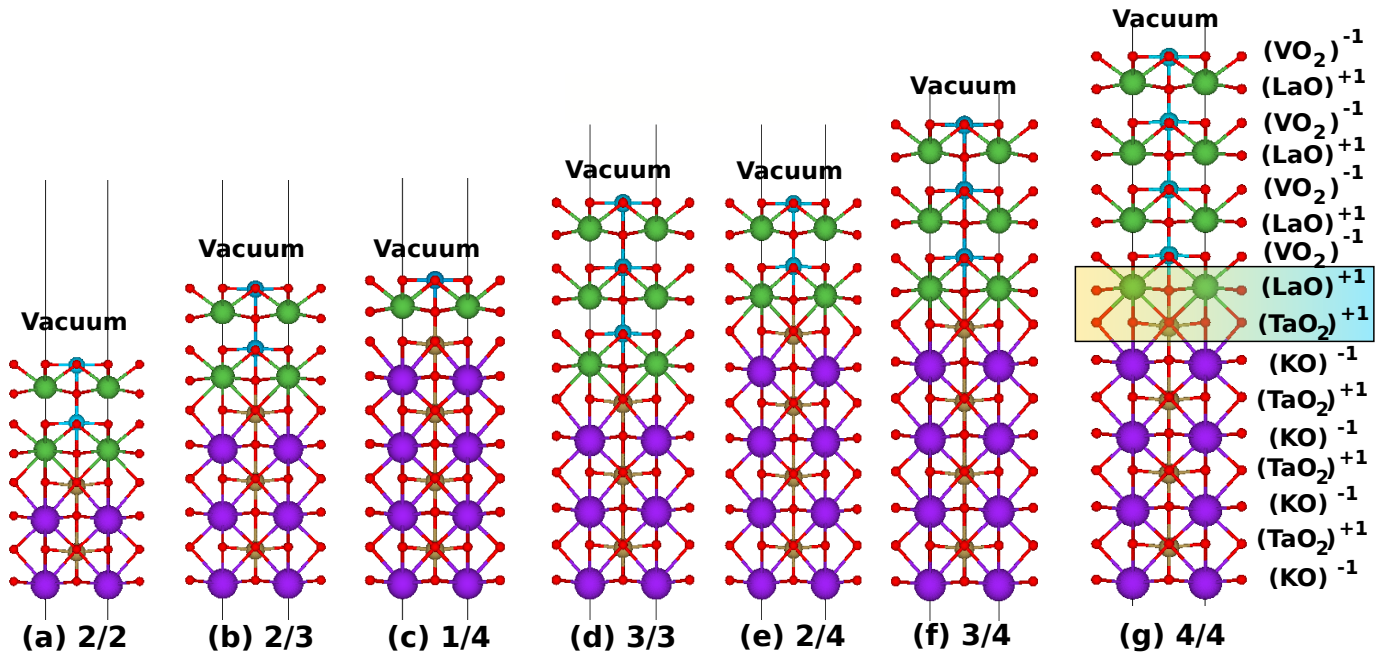 Vacuum
Vacuum
Vacuum
Vacuum
Vacuum
Vacuum
Vacuum
(VO₂)⁻¹
(LaO)⁺¹
(VO₂)⁻¹
(LaO)⁺¹
(VO₂)⁻¹
(LaO)⁺¹
(VO₂)⁻¹
(LaO)⁺¹
(TaO₂)⁺¹
(KO)⁻¹
(TaO₂)⁺¹
(KO)⁻¹
(TaO₂)⁺¹
(KO)⁻¹
(TaO₂)⁺¹
(KO)⁻¹
(a) 2/2
(b) 2/3
(c) 1/4
(d) 3/3
(e) 2/4
(f) 3/4
(g) 4/4